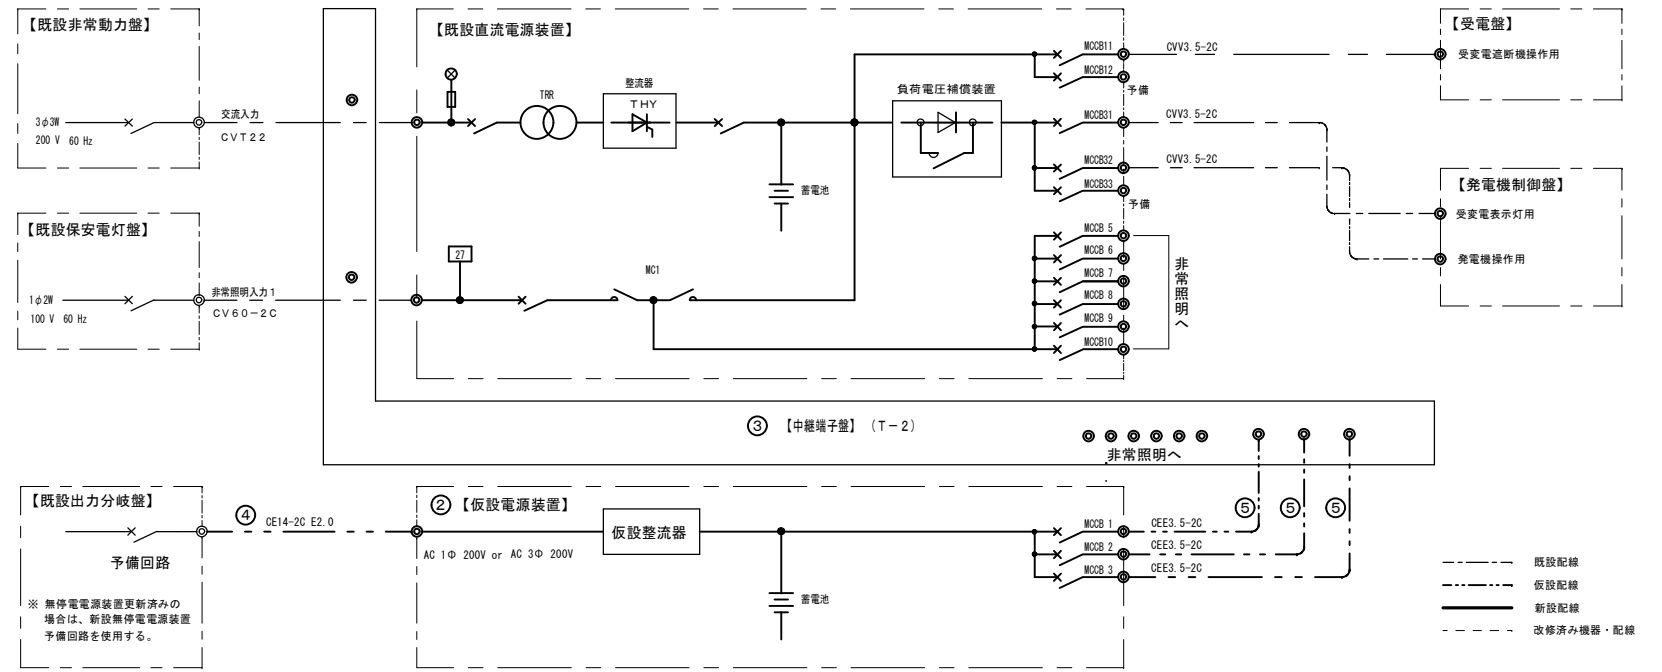 【既設非常動力盤】
3φ3W
200 V 60 Hz
交流入力
CVT22
【既設保安電灯盤】
1φ2W
100 V 60 Hz
非常照明入力1
CV60-2C
【既設直流電源装置】
TRR
整流器
THY
蓄電池
負荷電圧補償装置
27
MC1
MCCB11
MCCB12
予備
MCCB31
MCCB32
MCCB33
予備
MCCB 5
MCCB 6
MCCB 7
MCCB 8
MCCB 9
MCCB10
非常照明へ
CVV3.5-2C
CVV3.5-2C
CVV3.5-2C
【受電盤】
受変電遮断機操作用
【発電機制御盤】
受変電表示灯用
発電機操作用
③ 【中継端子盤】（T-2）
非常照明へ
【既設出力分岐盤】
予備回路
※ 無停電電源装置更新済みの
場合は、新設無停電電源装置
予備回路を使用する。
④ CE14-2C E2.0
② 【仮設電源装置】
AC 1Φ 200V or AC 3Φ 200V
仮設整流器
蓄電池
MCCB 1
MCCB 2
MCCB 3
CEE3.5-2C
CEE3.5-2C
CEE3.5-2C
⑤ ⑤ ⑤
既設配線
仮設配線
新設配線
改修済み機器・配線